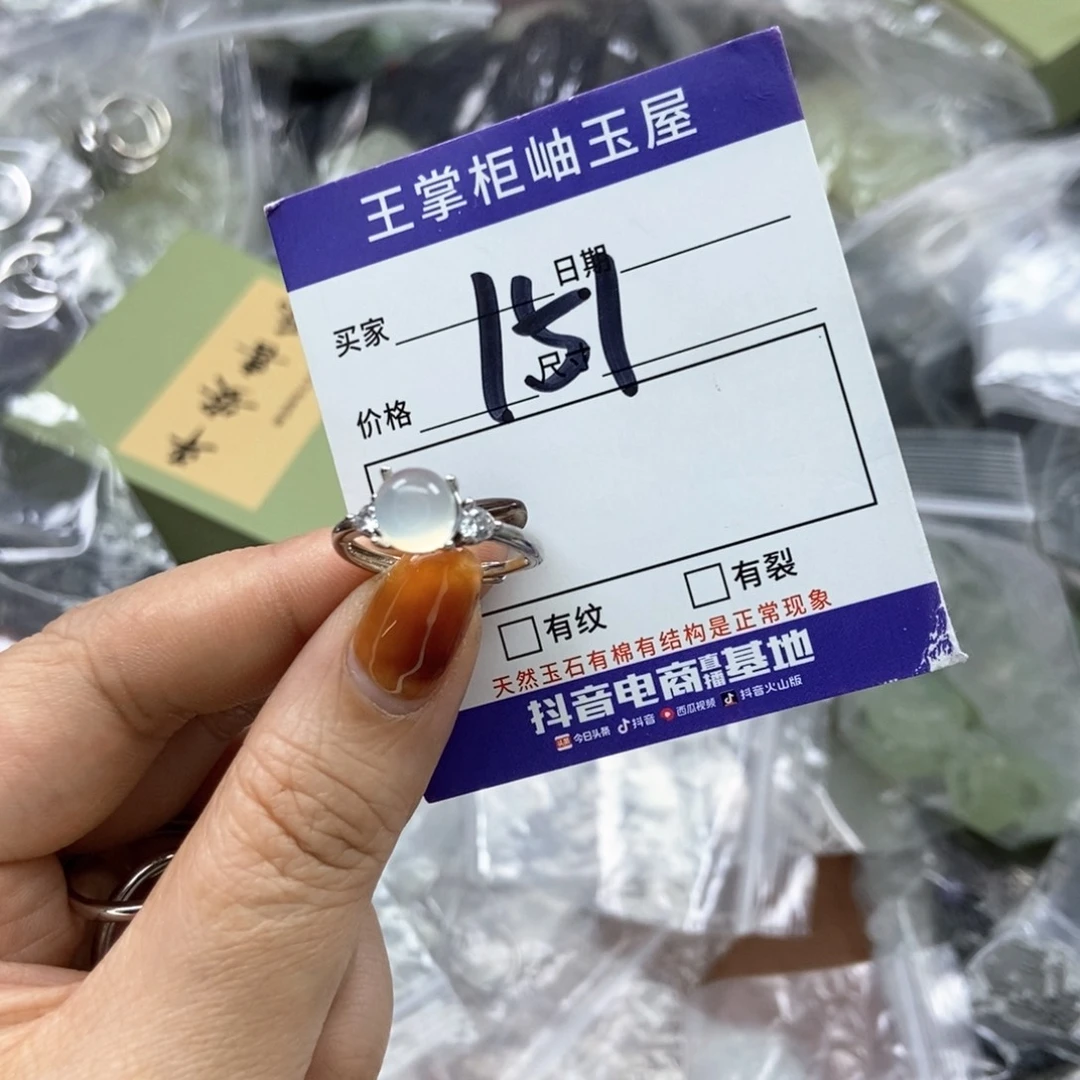 王掌柜岫玉屋
日期
买家
151
尺寸
价格
有裂
有纹
天然玉石有棉有结构是正常现象
抖音电商直播基地
头条 今日头条 抖音 西瓜视频 抖音火山版